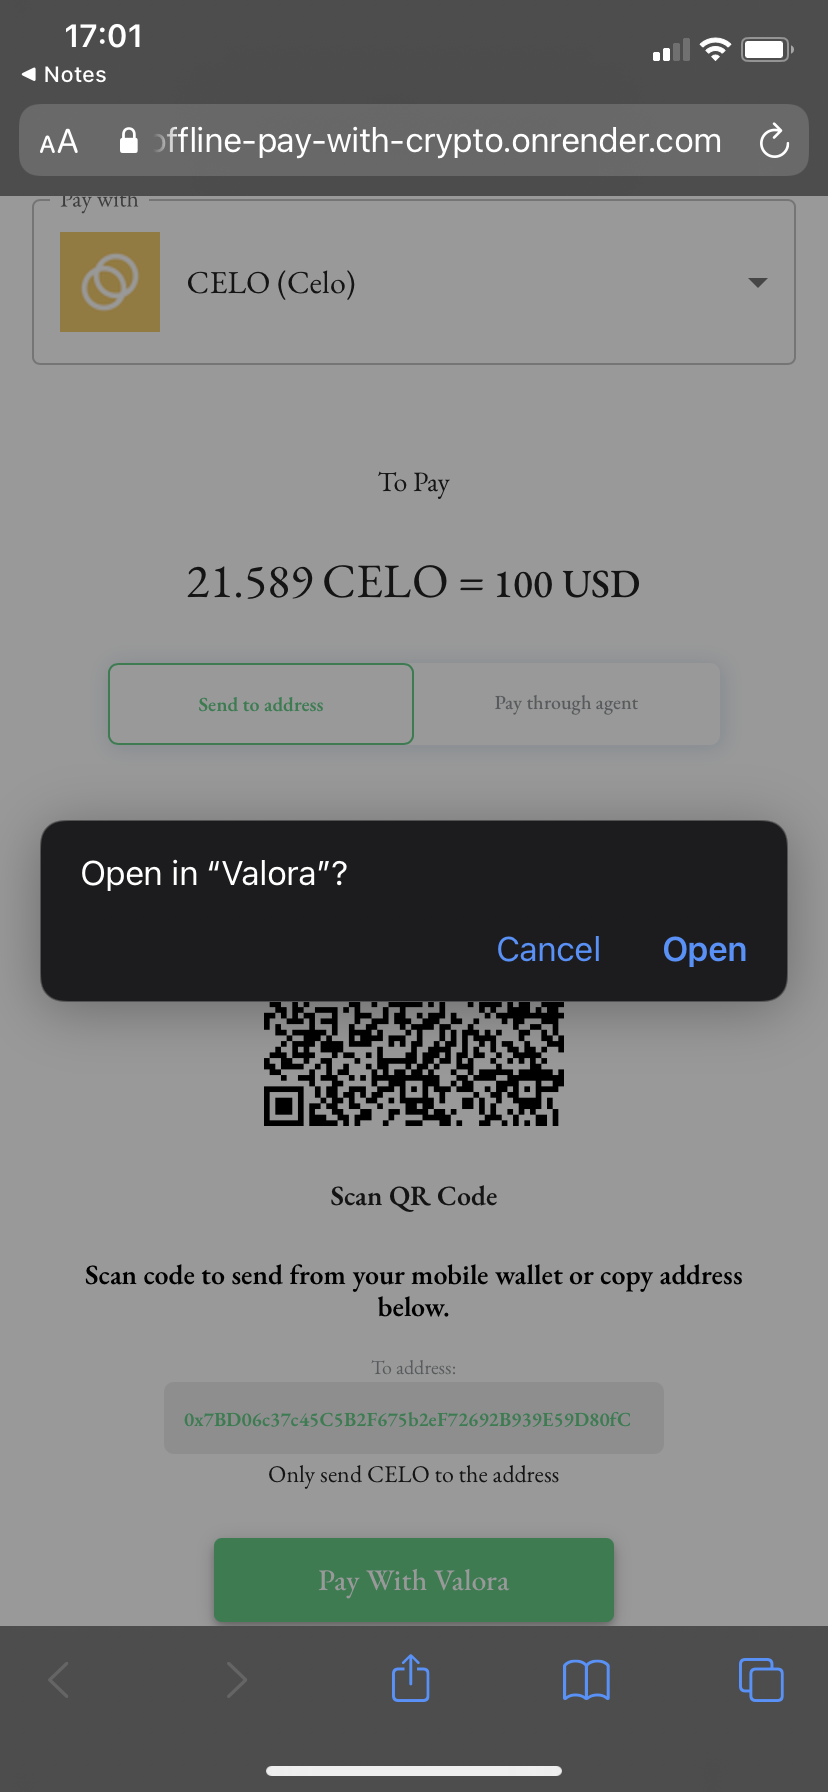 17:01
◀ Notes
AA offline-pay-with-crypto.onrender.com
Pay with
CELO (Celo)
To Pay
21.589 CELO = 100 USD
Send to address
Pay through agent
Open in “Valora”?
Cancel
Open
Scan QR Code
Scan code to send from your mobile wallet or copy address
below.
To address:
0x7BD06c37c45C5B2F675b2eF72692B939E59D80fC
Only send CELO to the address
Pay With Valora